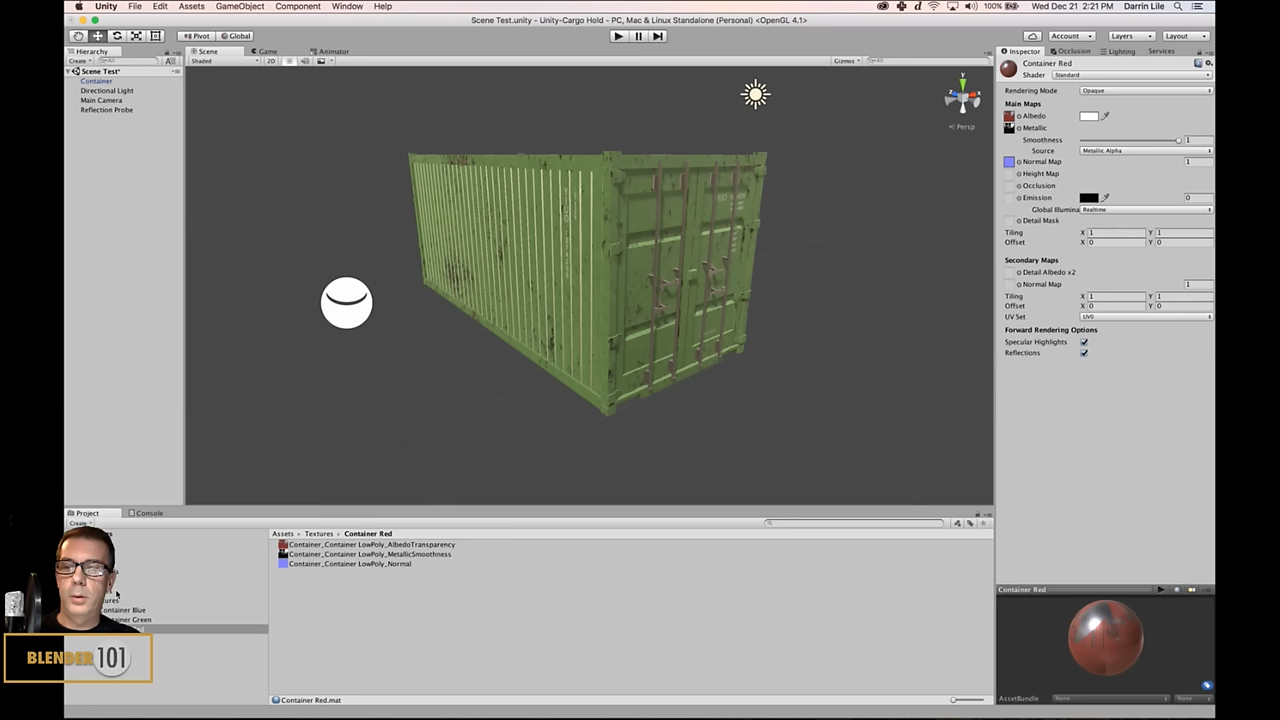 Unity File Edit Assets GameObject Component Window Help 100% Wed Dec 21 2:21 PM Darrin Lile
Scene Test.unity - Unity-Cargo Hold - PC, Mac & Linux Standalone (Personal) <OpenGL 4.1>
Pivot Global Account Layers Layout
Hierarchy Scene Game Animator Inspector Occlusion Lighting Services
Create All Shaded 2D Gizmos All
Container Red
Scene Test*
Shader Standard
Container
Directional Light
Main Camera
Reflection Probe
y
x
z
Persp
Rendering Mode Opaque
Main Maps
Albedo
Metallic
Smoothness 1
Source Metallic Alpha
Normal Map 1
Height Map
Occlusion
Emission 0
Global Illumina Realtime
Detail Mask
Tiling X 1 Y 1
Offset X 0 Y 0
Secondary Maps
Detail Albedo x2
Normal Map 1
Tiling X 1 Y 1
Offset X 0 Y 0
UV Set UV0
Forward Rendering Options
Specular Highlights
Reflections
Project Console
Create
Assets Textures Container Red
Container_Container LowPoly_AlbedoTransparency
Container_Container LowPoly_MetallicSmoothness
Container_Container LowPoly_Normal
ontainer Blue
ontainer Green
BLENDER 101
Container Red.mat
Container Red
AssetBundle None None